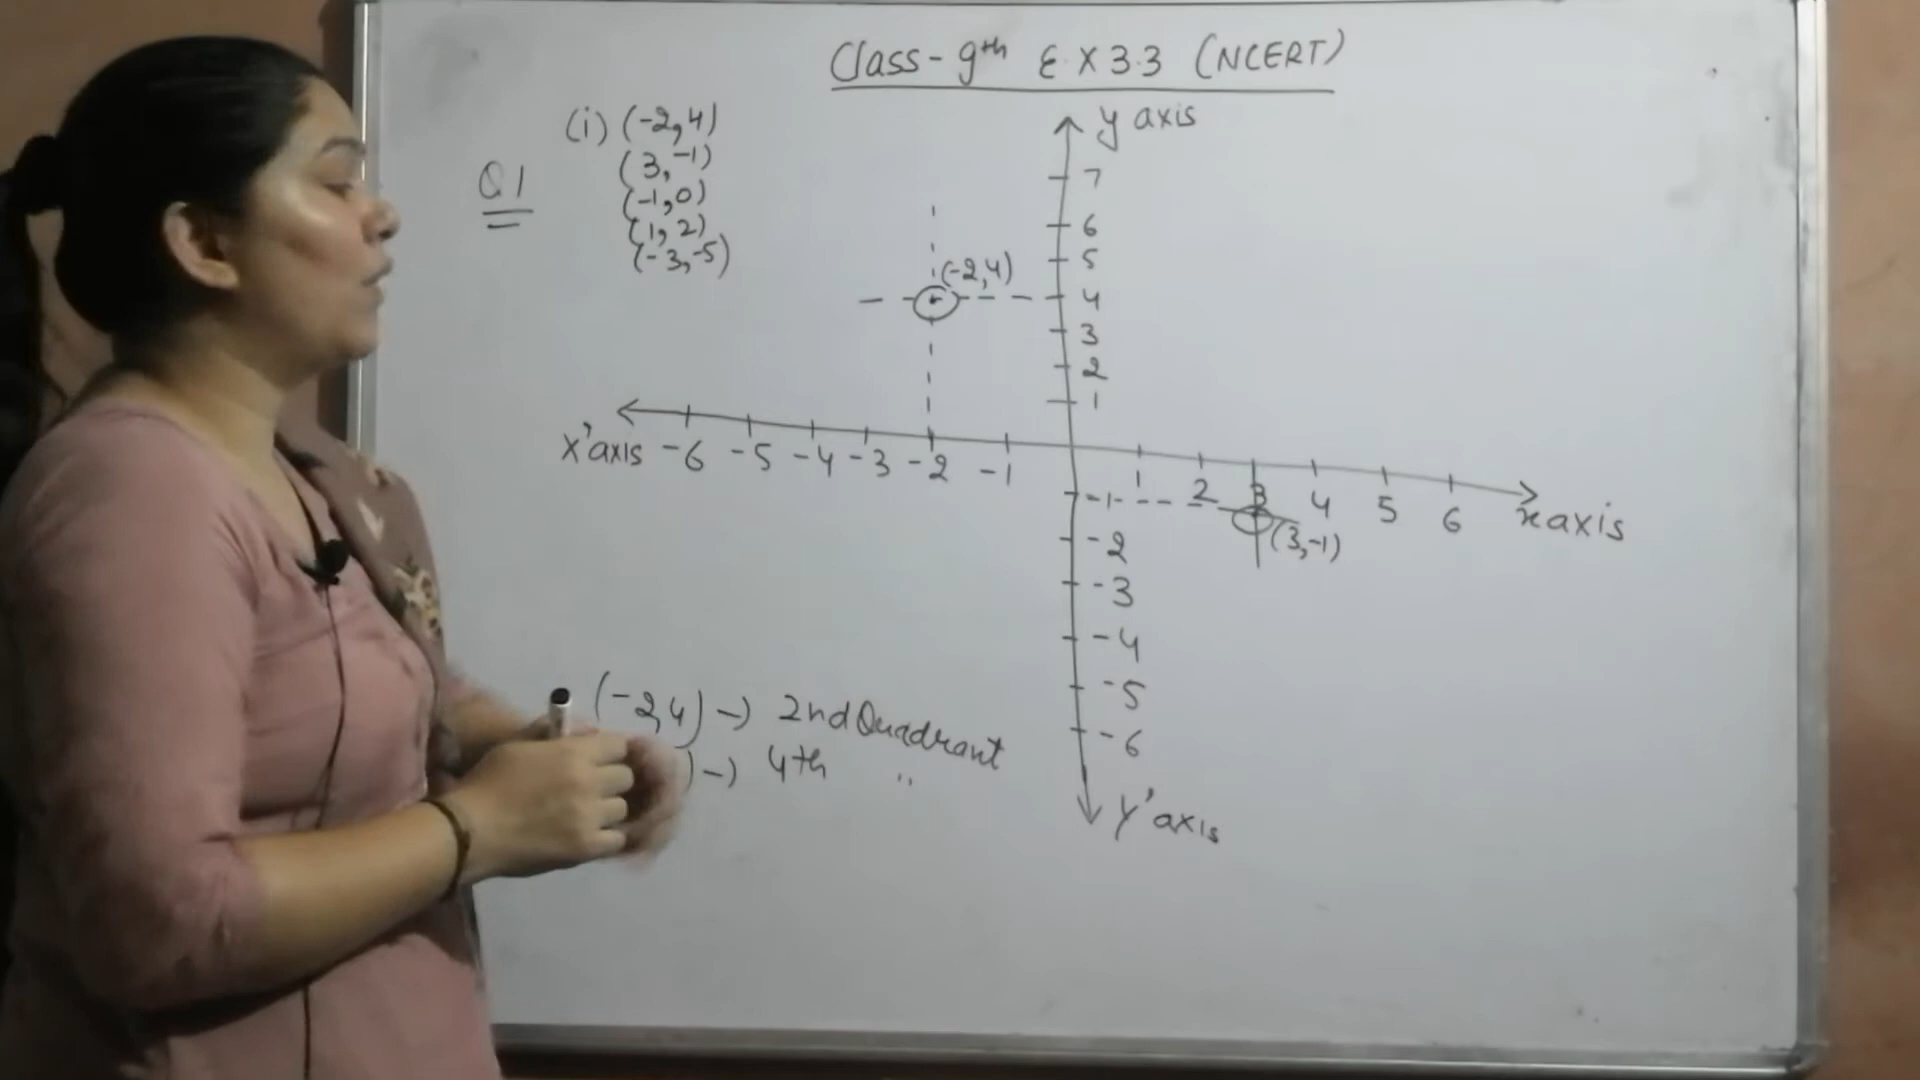 Class-9th EX 3.3 (NCERT)
Q1
(i) (-2,4)
(3,-1)
(-1,0)
(1,2)
(-3,-5)
y axis
7
6
5
4
3
2
1
(-2,4)
x'axis -6 -5 -4 -3 -2 -1
1 2 3 4 5 6 x axis
-1
(3,-1)
-2
-3
-4
-5
-6
y'axis
(-2,4) → 2nd Quadrant
) → 4th "